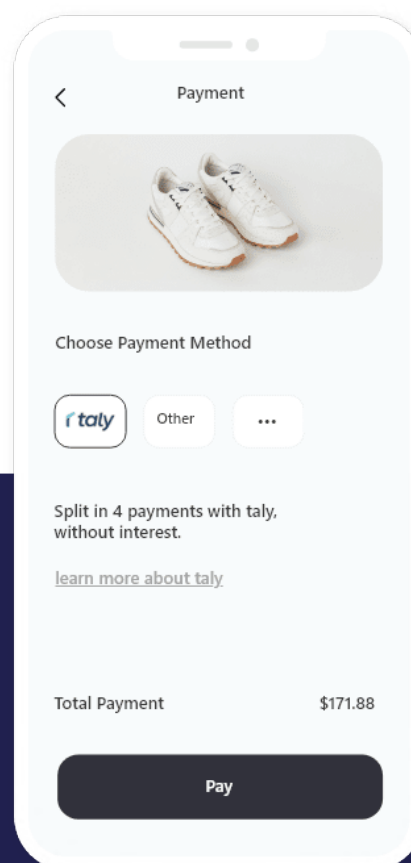 Payment
Choose Payment Method
taly
Other
...
Split in 4 payments with taly,
without interest.
learn more about taly
Total Payment
$171.88
Pay